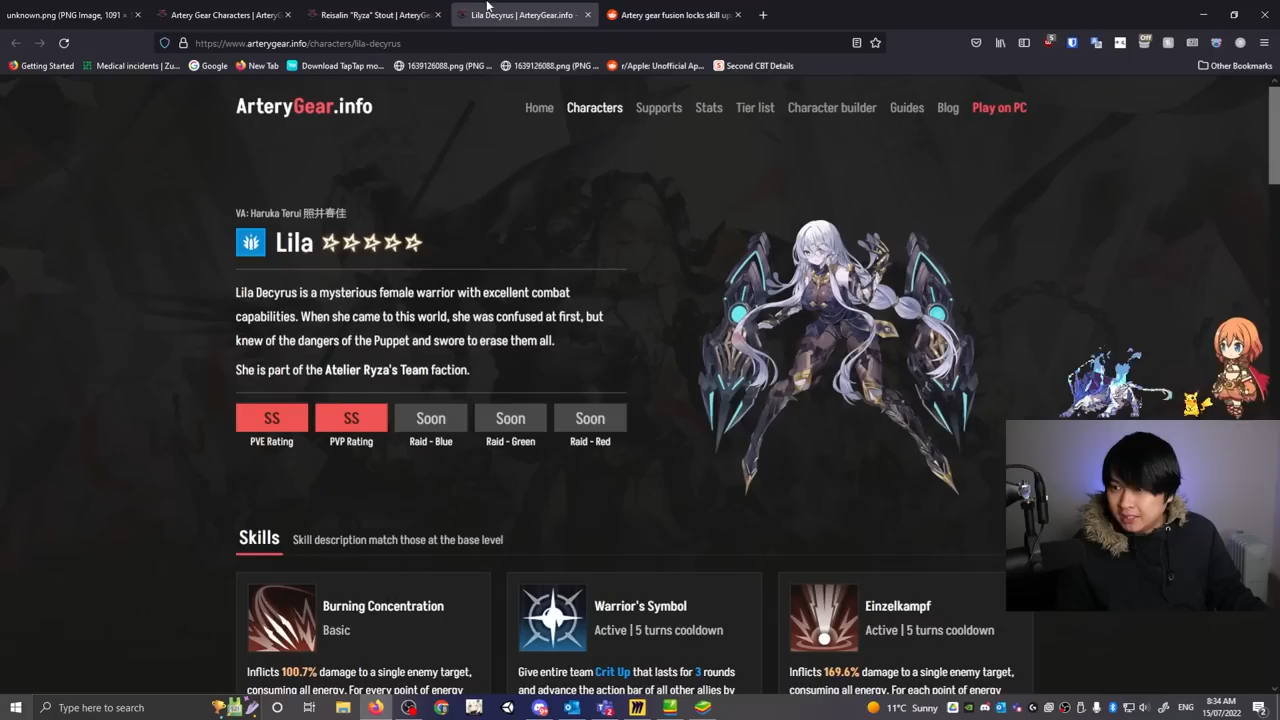 unknown.png (PNG Image, 1091 ×
Artery Gear Characters | ArteryG
Reisalin "Ryza" Stout | ArteryGe
Lila Decyrus | ArteryGear.info -
Artery gear fusion locks skill up
https://www.arterygear.info/characters/lila-decyrus
Getting Started
Medical incidents | Zu...
Google
New Tab
Download TapTap mo...
1639126088.png (PNG ...
1639126088.png (PNG ...
r/Apple: Unofficial Ap...
Second CBT Details
Other Bookmarks
ArteryGear.info
Home
Characters
Supports
Stats
Tier list
Character builder
Guides
Blog
Play on PC
VA: Haruka Terui 照井春佳
Lila
Lila Decyrus is a mysterious female warrior with excellent combat
capabilities. When she came to this world, she was confused at first, but
knew of the dangers of the Puppet and swore to erase them all.
She is part of the Atelier Ryza's Team faction.
SS
SS
Soon
Soon
Soon
PVE Rating
PVP Rating
Raid - Blue
Raid - Green
Raid - Red
Skills
Skill description match those at the base level
Burning Concentration
Basic
Inflicts 100.7% damage to a single enemy target,
consuming all energy. For every point of energy
Warrior's Symbol
Active | 5 turns cooldown
Give entire team Crit Up that lasts for 3 rounds
and advance the action bar of all other allies by
Einzelkampf
Active | 5 turns cooldown
Inflicts 169.6% damage to a single enemy target,
consuming all energy. For each point of energy
Type here to search
11°C Sunny
8:34 AM
15/07/2022